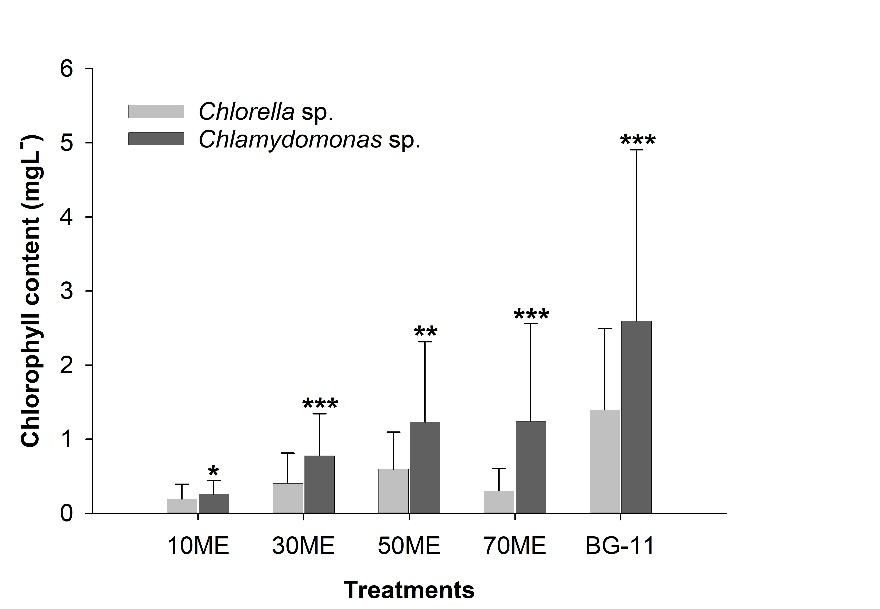 6
Chlorella sp.
Chlamydomonas sp.
5
***
4
3
***
**
2
***
1
*
0
10ME 30ME 50ME 70ME BG-11
Treatments
Chlorophyll content (mgL⁻)